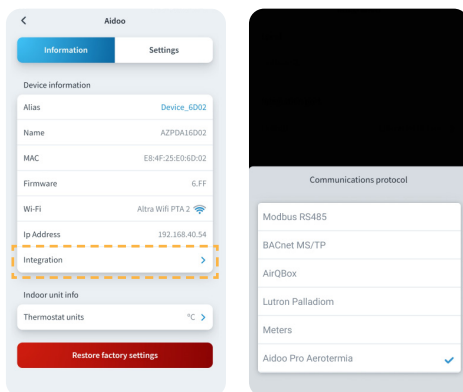 Aidoo
Information Settings
Device information
Alias Device_6D02
Name AZPDA16D02
MAC E8:4F:25:E0:6D:02
Firmware 6.FF
Wi-Fi Altra Wifi PTA 2
Ip Address 192.168.40.54
Integration
Indoor unit info
Thermostat units °C
Restore factory settings
Communications protocol
Modbus RS485
BACnet MS/TP
AirQBox
Lutron Palladiom
Meters
Aidoo Pro Aerotermia